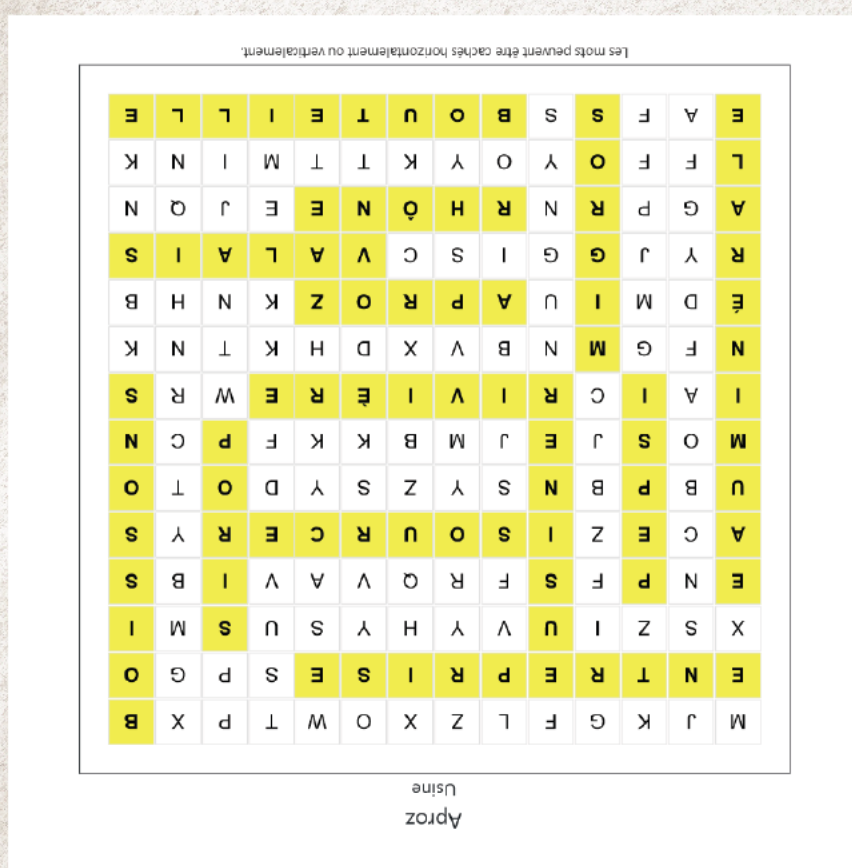 Aproz
Usine
M J K G F L Z X O W T P X B
E N T R E P R I S E S P G O
X S Z I U V Y H Y S U S M I
E N P F S F R Q V A V I B S
A C E Z I S O U R C E R Y S
U B P B N S Y Z S Y D O T O
M O S J E J M B K K F P C N
I A I C R I V I È R E W R S
N F G M N B V X D H K T N K
É D M I U A P R O Z K N H B
R Y J G G I S C V A L A I S
A G P R N R H Ô N E E J Q N
L F F O Y O Y K T T M I N K
E A F S S B O U T E I L L E
Les mots peuvent être cachés horizontalement ou verticalement.